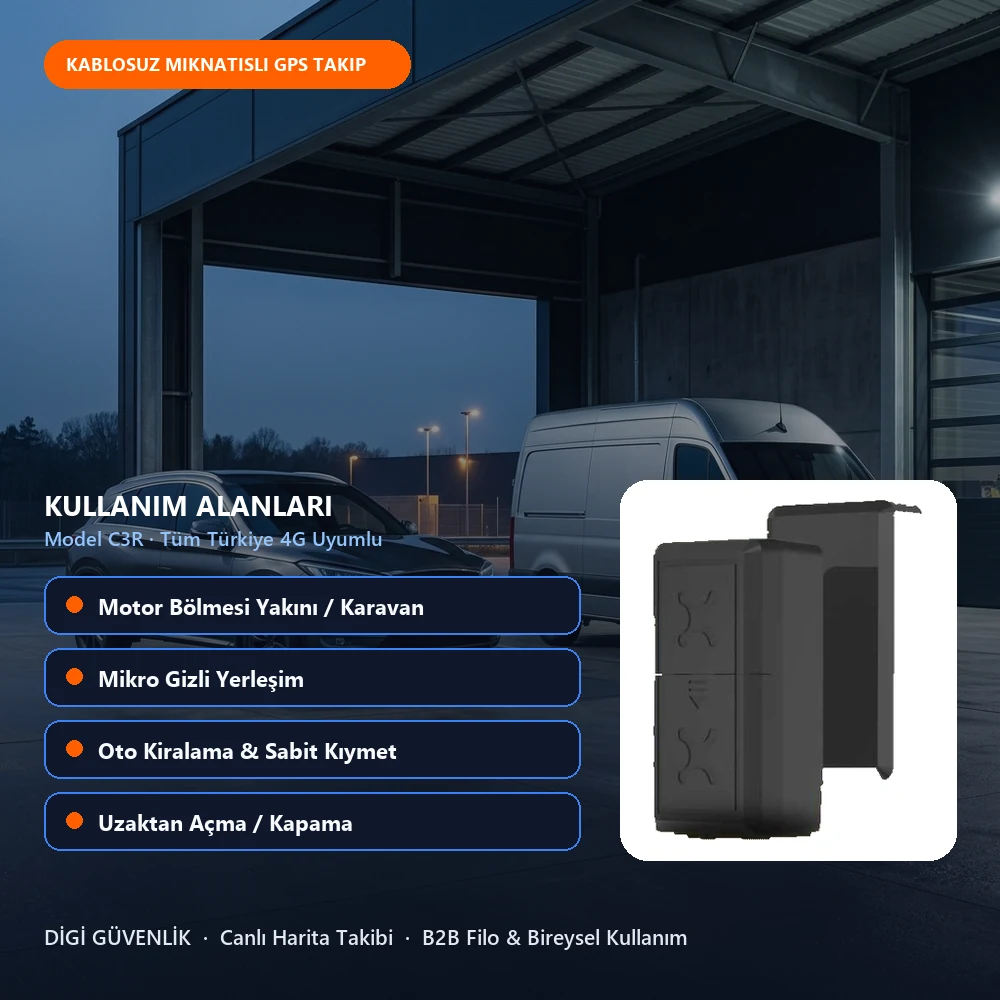 KABLOSUZ MIKNATISLI GPS TAKIP
KULLANIM ALANLARI
Model C3R · Tüm Türkiye 4G Uyumlu
Motor Bölmesi Yakını / Karavan
Mikro Gizli Yerleşim
Oto Kiralama & Sabit Kıymet
Uzaktan Açma / Kapama
DİGİ GÜVENLİK · Canlı Harita Takibi · B2B Filo & Bireysel Kullanım